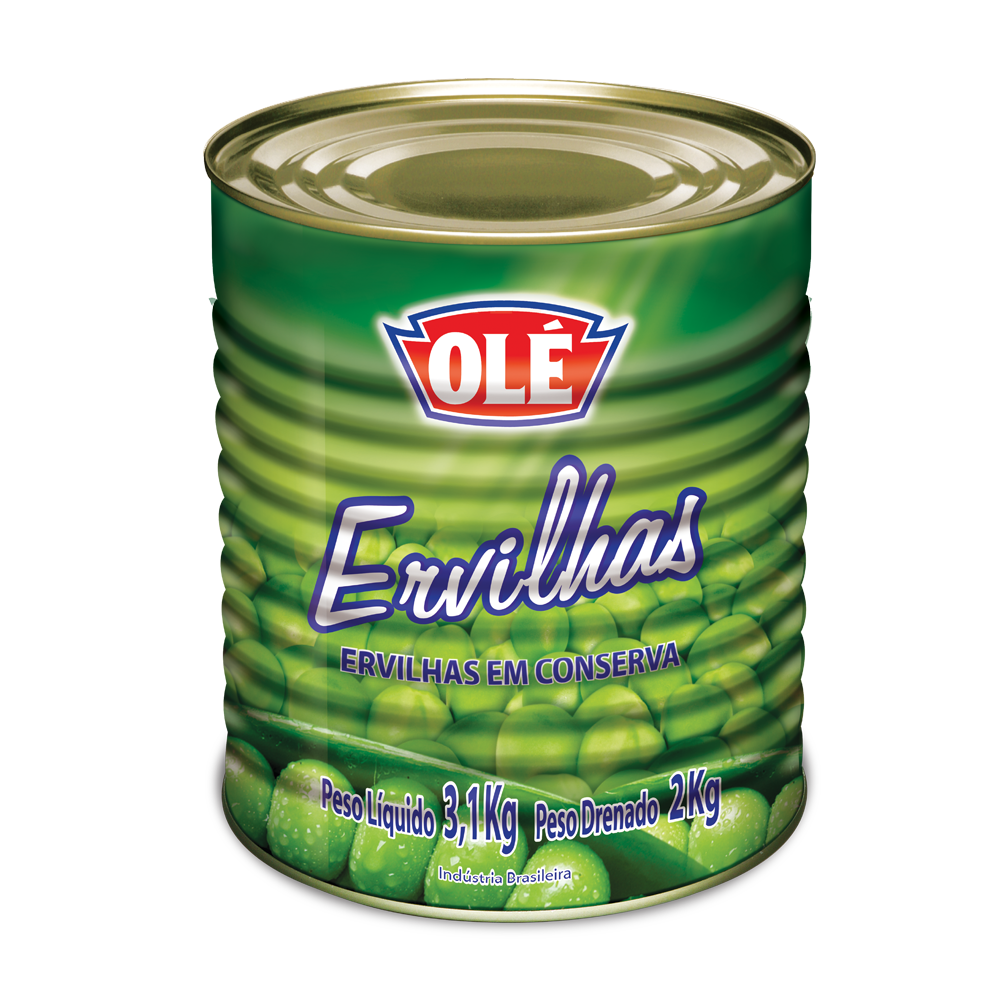 OLÉ
Ervilhas
ERVILHAS EM CONSERVA
Peso Líquido 3,1Kg Peso Drenado 2Kg
Indústria Brasileira